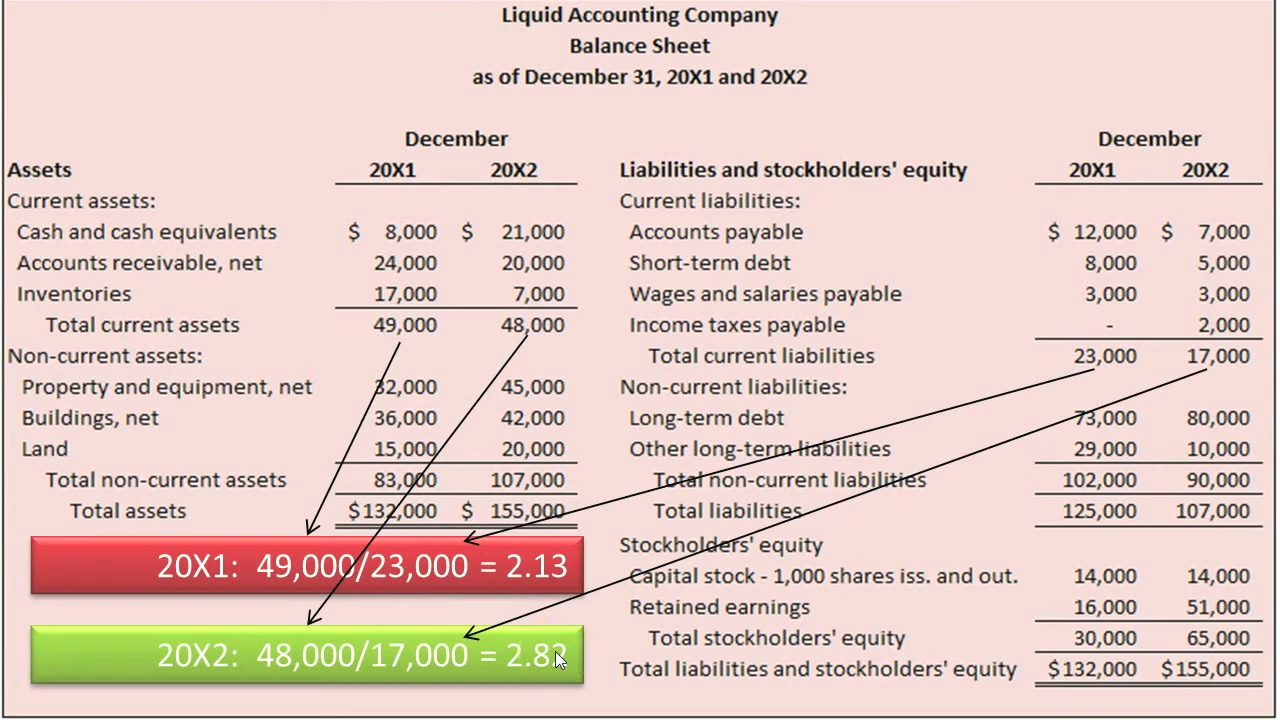 Liquid Accounting Company
Balance Sheet
as of December 31, 20X1 and 20X2
December
Assets 20X1 20X2
Current assets:
Cash and cash equivalents $ 8,000 $ 21,000
Accounts receivable, net 24,000 20,000
Inventories 17,000 7,000
Total current assets 49,000 48,000
Non-current assets:
Property and equipment, net 32,000 45,000
Buildings, net 36,000 42,000
Land 15,000 20,000
Total non-current assets 83,000 107,000
Total assets $132,000 $ 155,000
20X1: 49,000/23,000 = 2.13
20X2: 48,000/17,000 = 2.82
December
Liabilities and stockholders' equity 20X1 20X2
Current liabilities:
Accounts payable $ 12,000 $ 7,000
Short-term debt 8,000 5,000
Wages and salaries payable 3,000 3,000
Income taxes payable - 2,000
Total current liabilities 23,000 17,000
Non-current liabilities:
Long-term debt 73,000 80,000
Other long-term liabilities 29,000 10,000
Total non-current liabilities 102,000 90,000
Total liabilities 125,000 107,000
Stockholders' equity
Capital stock - 1,000 shares iss. and out. 14,000 14,000
Retained earnings 16,000 51,000
Total stockholders' equity 30,000 65,000
Total liabilities and stockholders' equity $132,000 $155,000